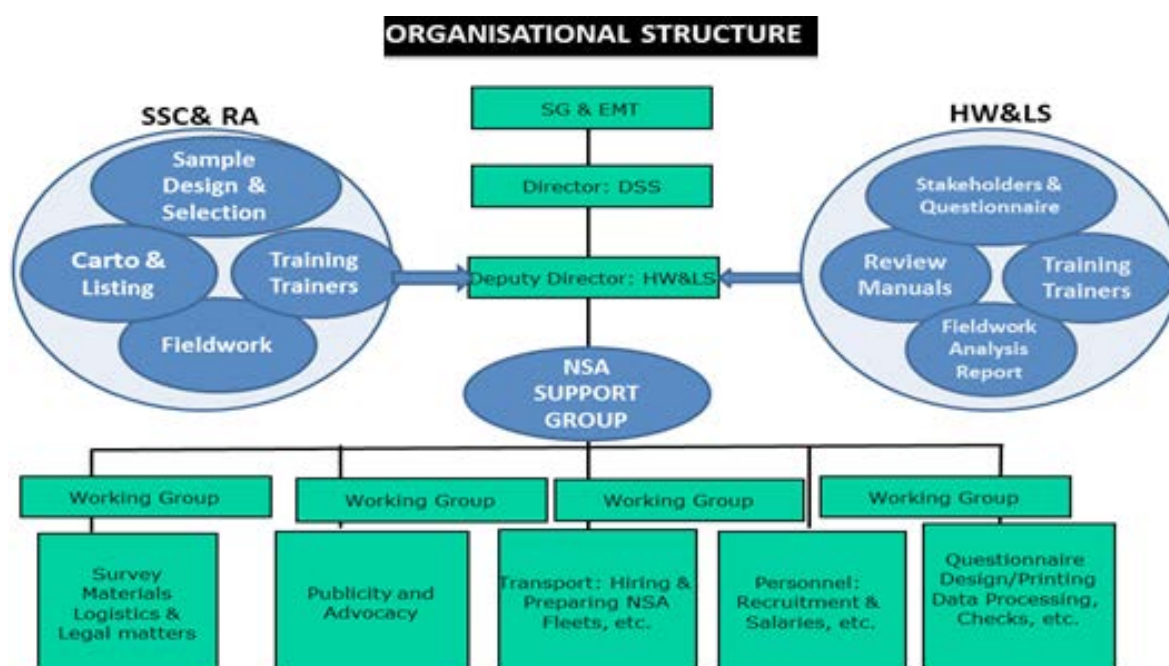 ORGANISATIONAL STRUCTURE
SSC& RA
Sample
Design &
Selection
Carto &
Listing
Training
Trainers
Fieldwork
SG & EMT
Director: DSS
Deputy Director: HW&LS
NSA
SUPPORT
GROUP
HW&LS
Stakeholders &
Questionnaire
Review
Manuals
Training
Trainers
Fieldwork
Analysis
Report
Working Group
Working Group
Working Group
Working Group
Survey
Materials
Logistics &
Legal matters
Publicity and
Advocacy
Transport: Hiring &
Preparing NSA
Fleets, etc.
Personnel:
Recruitment &
Salaries, etc.
Questionnaire
Design/Printing
Data Processing,
Checks, etc.